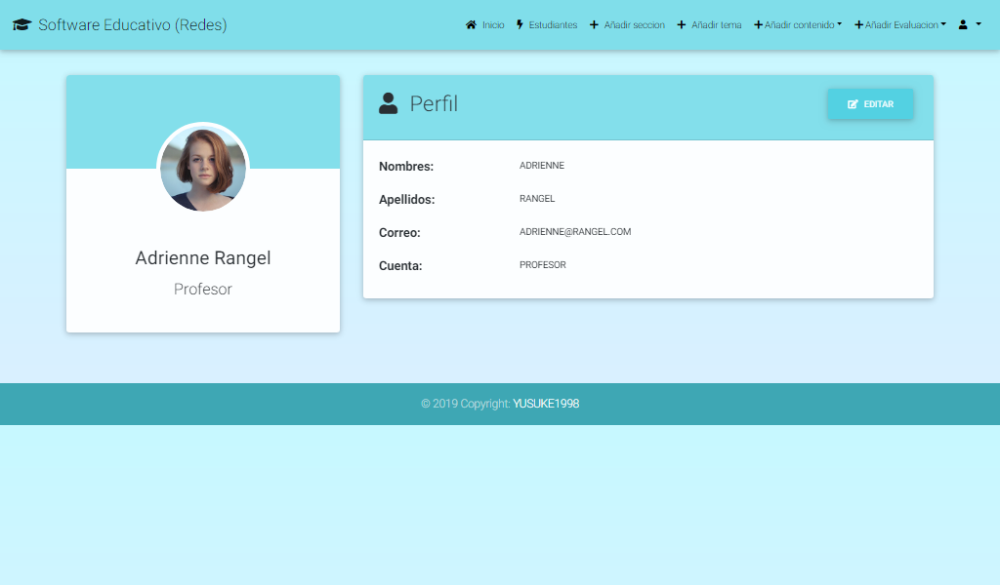 Software Educativo (Redes)
Inicio
Estudiantes
Añadir seccion
Añadir tema
Añadir contenido
Añadir Evaluacion
Adrienne Rangel
Profesor
Perfil
EDITAR
Nombres: ADRIENNE
Apellidos: RANGEL
Correo: ADRIENNE@RANGEL.COM
Cuenta: PROFESOR
© 2019 Copyright: YUSUKE1998